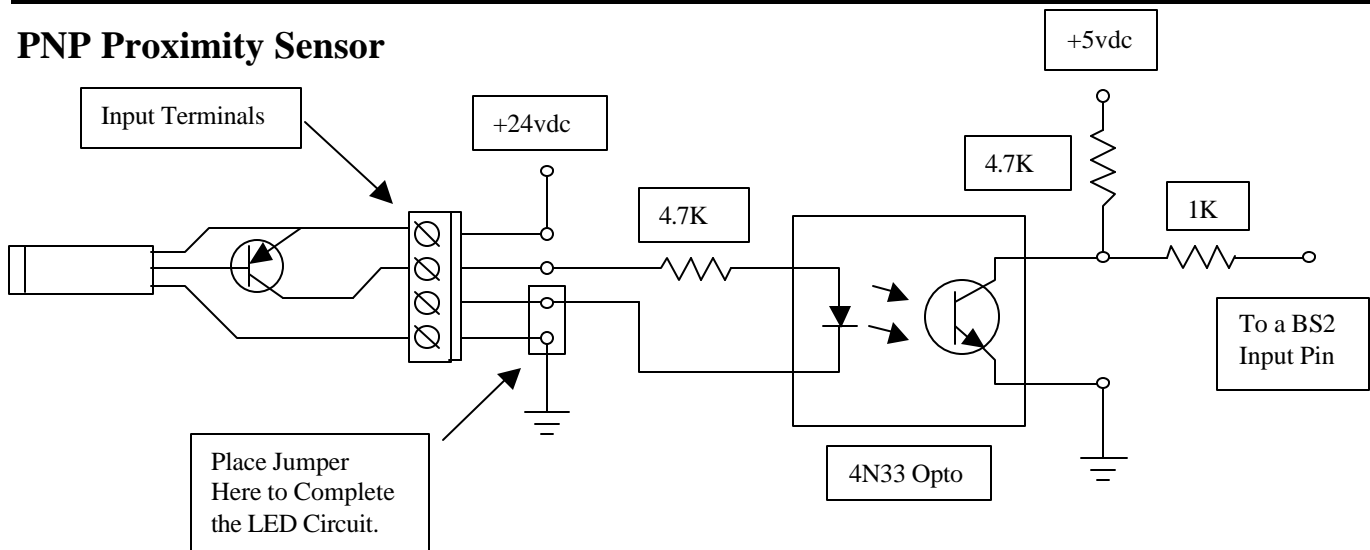 PNP Proximity Sensor
+5vdc
Input Terminals
+24vdc
4.7K
4.7K
1K
To a BS2
Input Pin
4N33 Opto
Place Jumper
Here to Complete
the LED Circuit.